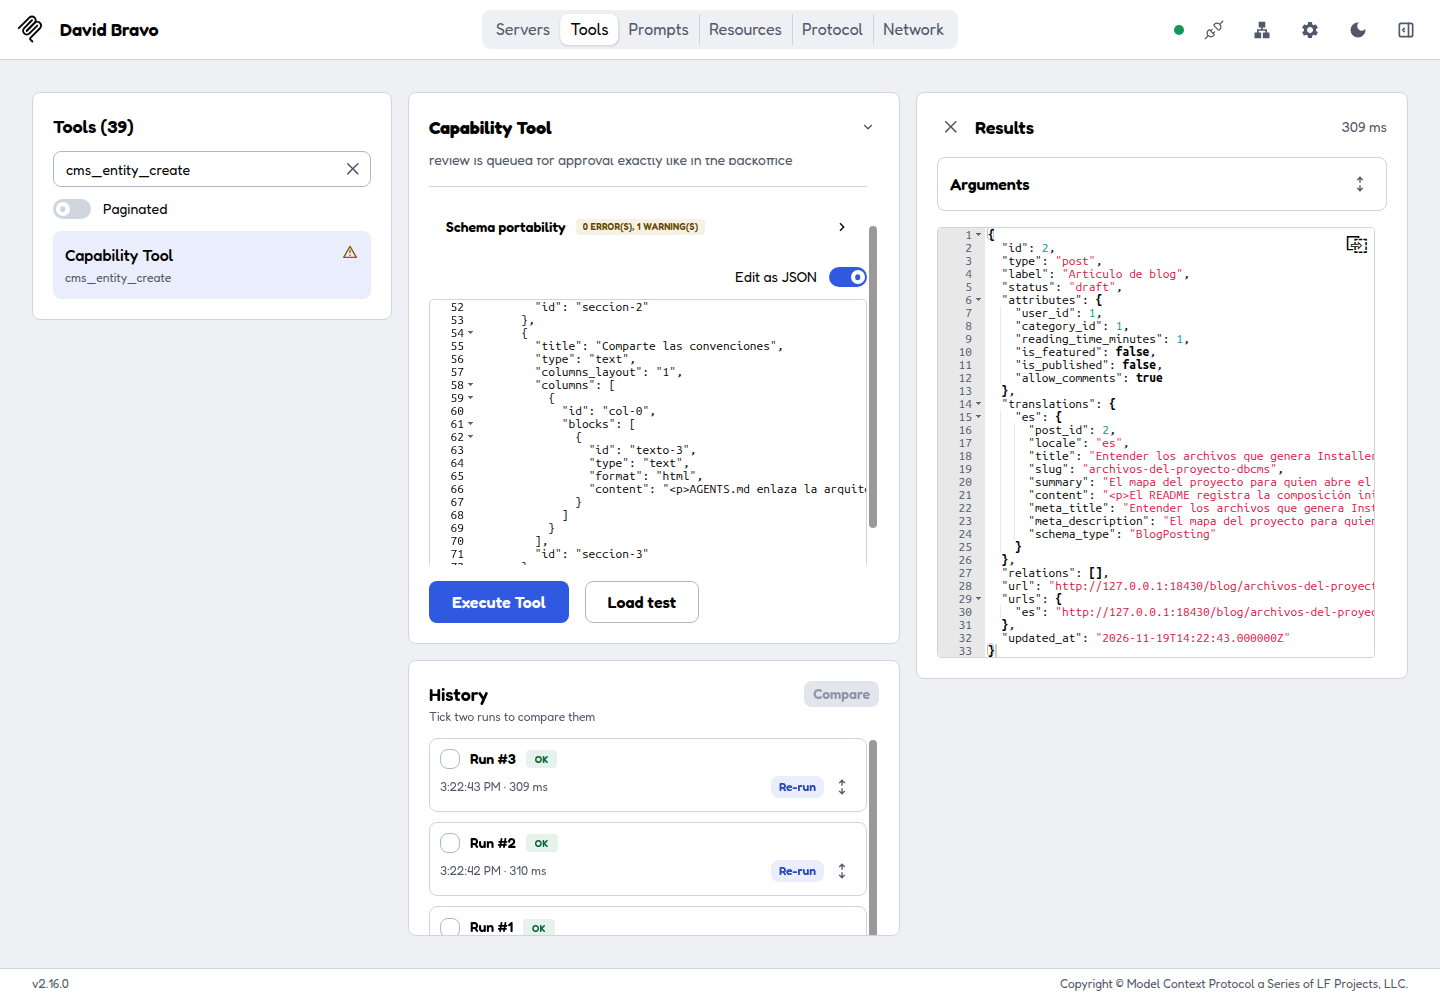 David Bravo
Servers Tools Prompts Resources Protocol Network
Tools (39)
cms_entity_create
Paginated
Capability Tool
cms_entity_create
Capability Tool
review is queued for approval exactly like in the backoffice
Schema portability 0 ERROR(S), 1 WARNING(S)
Edit as JSON
52 "id": "seccion-2"
53 },
54 {
55 "title": "Comparte las convenciones",
56 "type": "text",
57 "columns_layout": "1",
58 "columns": [
59 {
60 "id": "col-0",
61 "blocks": [
62 {
63 "id": "texto-3",
64 "type": "text",
65 "format": "html",
66 "content": "<p>AGENTS.md enlaza la arquite
67 }
68 ]
69 }
70 ],
71 "id": "seccion-3"
Execute Tool Load test
History Compare
Tick two runs to compare them
Run #3 OK
3:22:43 PM · 309 ms Re-run
Run #2 OK
3:22:42 PM · 310 ms Re-run
Run #1 OK
Results 309 ms
Arguments
1 {
2 "id": 2,
3 "type": "post",
4 "label": "Artículo de blog",
5 "status": "draft",
6 "attributes": {
7 "user_id": 1,
8 "category_id": 1,
9 "reading_time_minutes": 1,
10 "is_featured": false,
11 "is_published": false,
12 "allow_comments": true
13 },
14 "translations": {
15 "es": {
16 "post_id": 2,
17 "locale": "es",
18 "title": "Entender los archivos que genera Installer
19 "slug": "archivos-del-proyecto-dbcms",
20 "summary": "El mapa del proyecto para quien abre el
21 "content": "<p>El README registra la composición ini
22 "meta_title": "Entender los archivos que genera Inst
23 "meta_description": "El mapa del proyecto para quien
24 "schema_type": "BlogPosting"
25 }
26 },
27 "relations": [],
28 "url": "http://127.0.0.1:18430/blog/archivos-del-proyect
29 "urls": {
30 "es": "http://127.0.0.1:18430/blog/archivos-del-proyec
31 },
32 "updated_at": "2026-11-19T14:22:43.000000Z"
33 }
v2.16.0
Copyright © Model Context Protocol a Series of LF Projects, LLC.